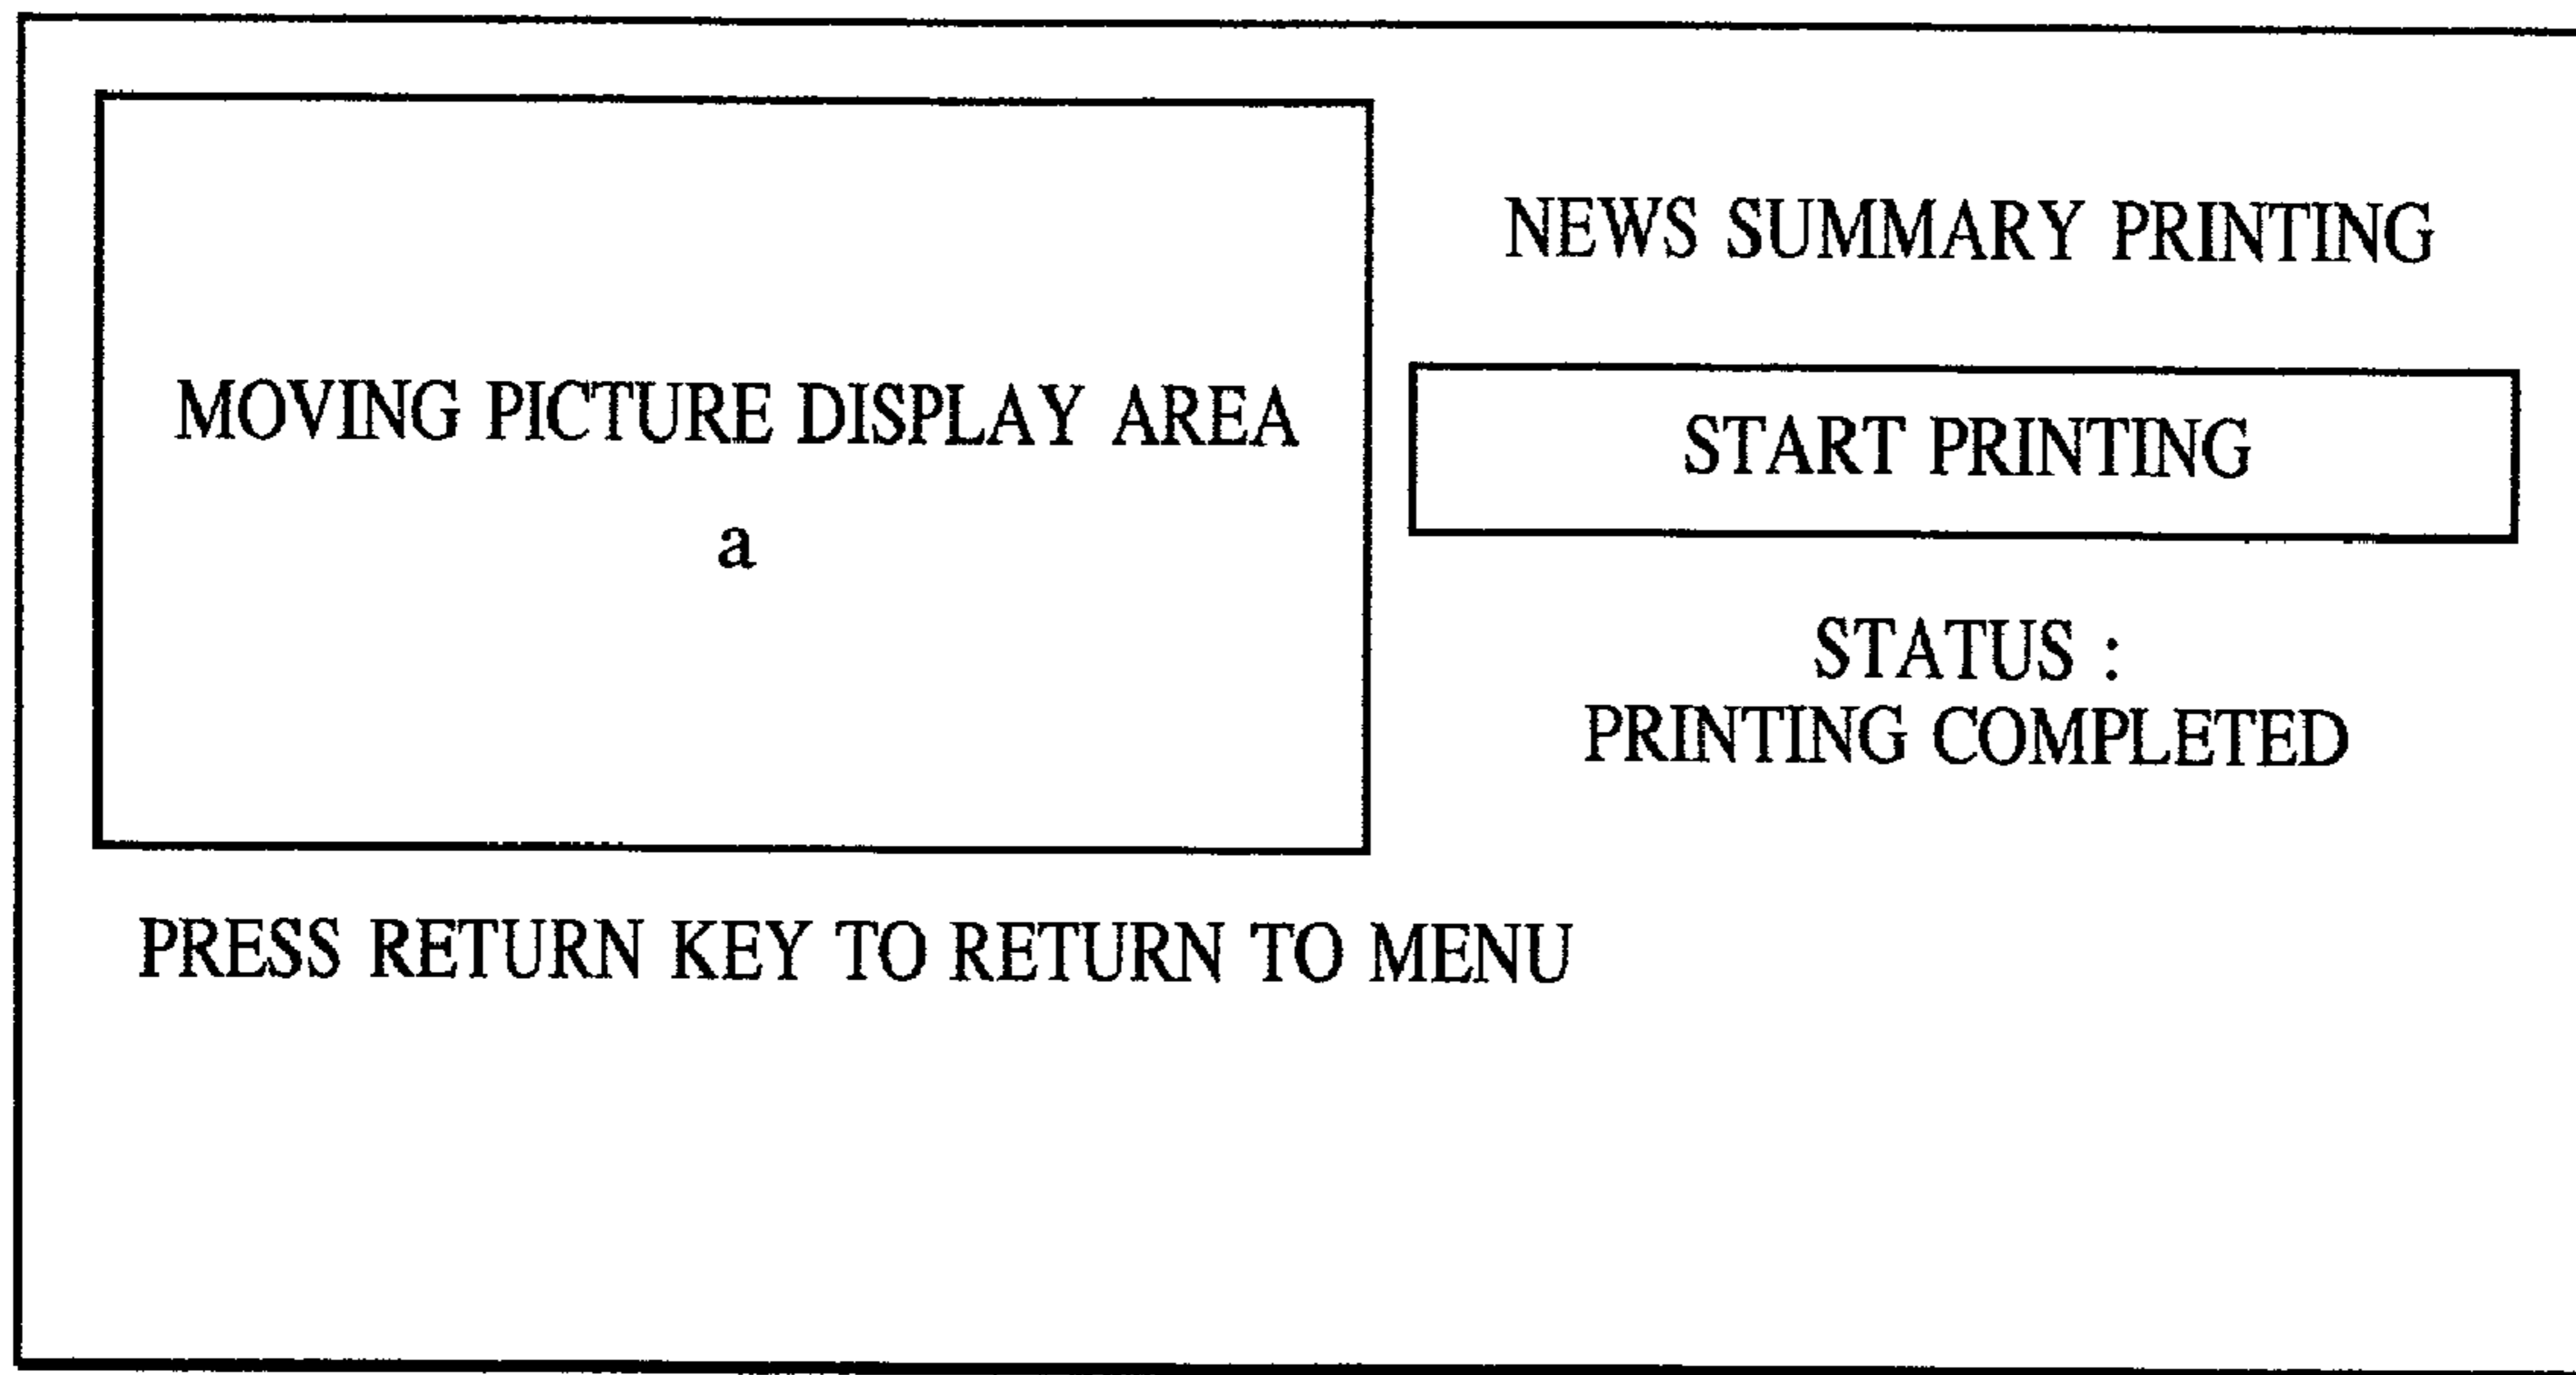 MOVING PICTURE DISPLAY AREA
a
NEWS SUMMARY PRINTING
START PRINTING
STATUS :
PRINTING COMPLETED
PRESS RETURN KEY TO RETURN TO MENU